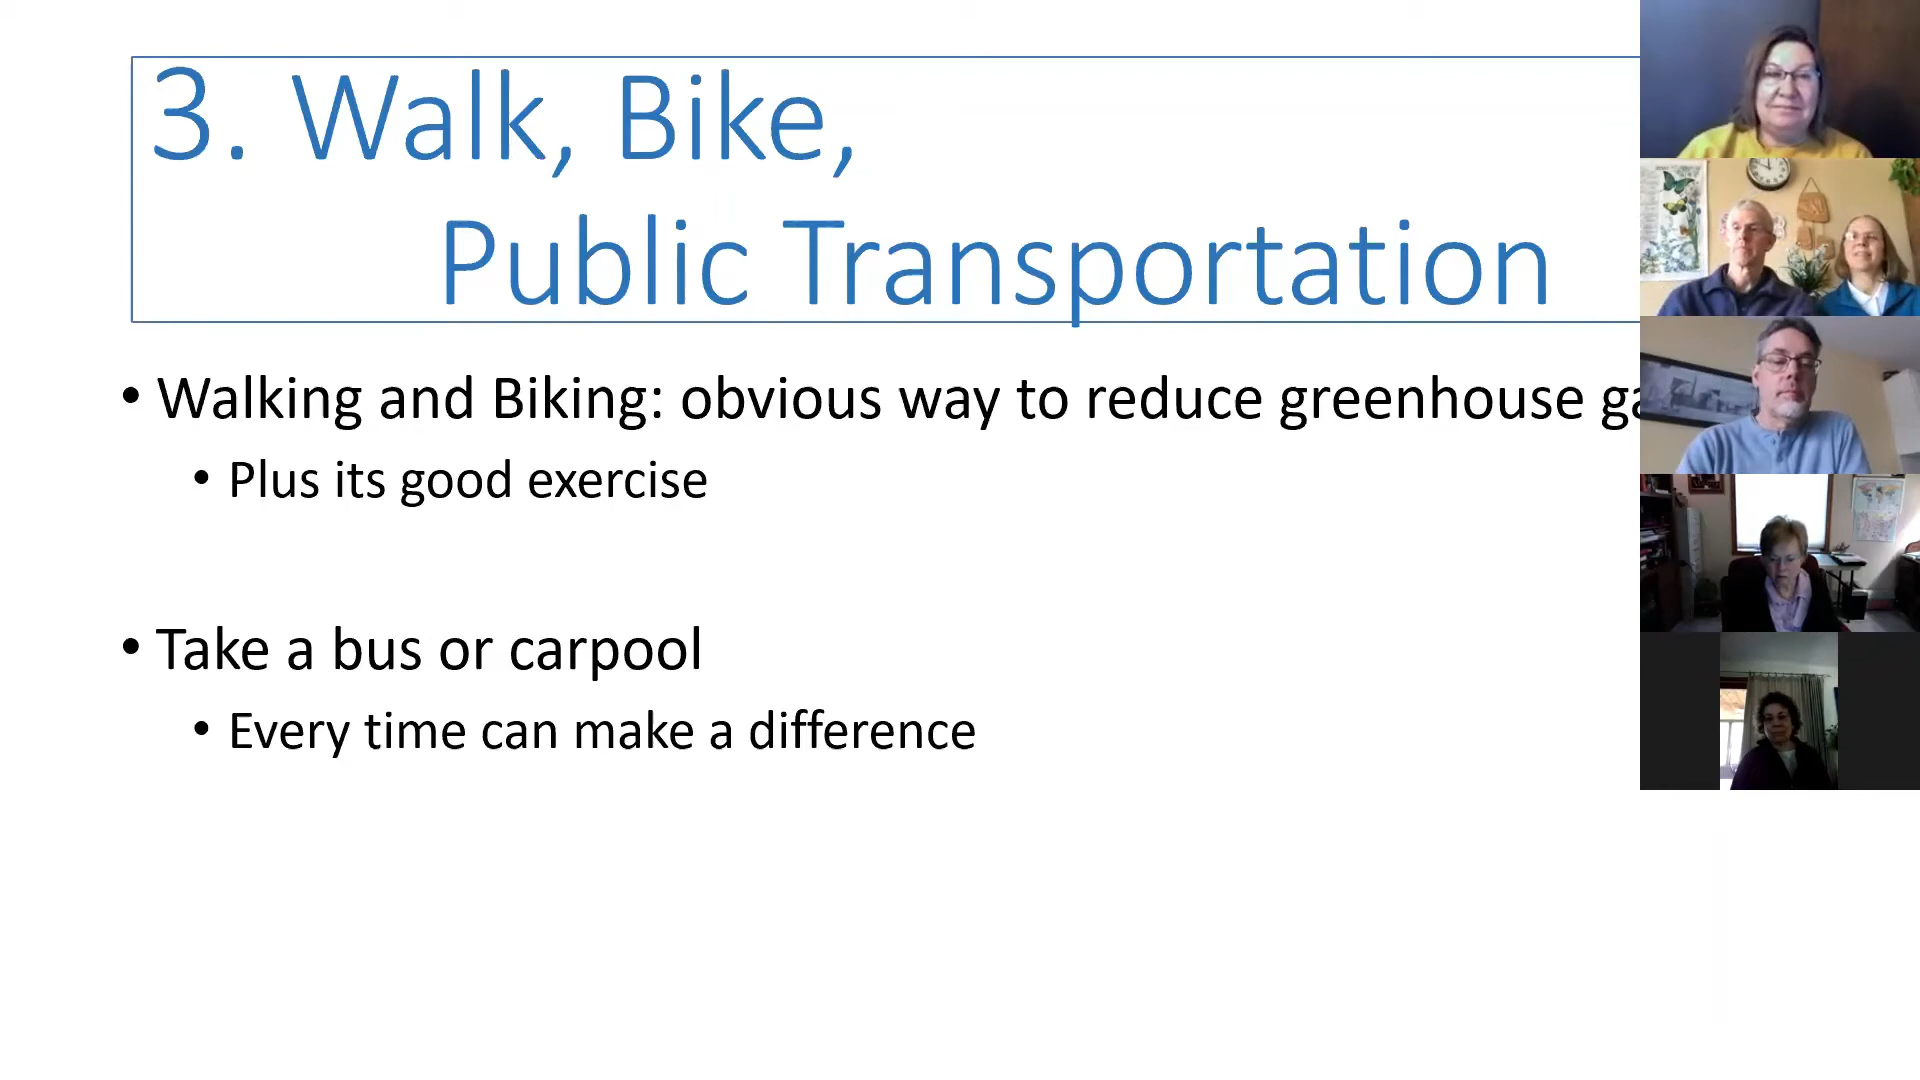 3. Walk, Bike,
Public Transportation
• Walking and Biking: obvious way to reduce greenhouse
• Plus its good exercise
• Take a bus or carpool
• Every time can make a difference